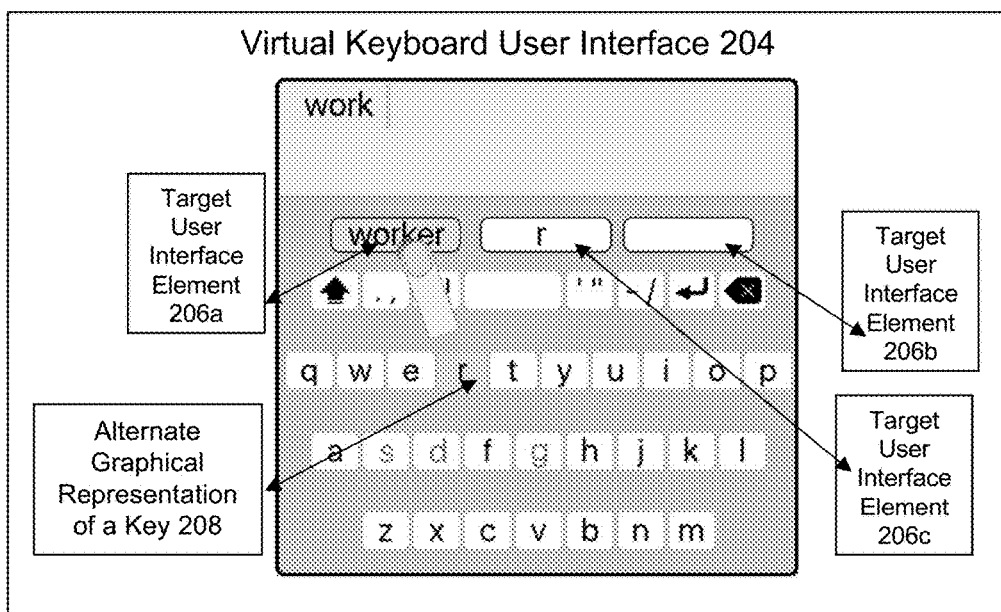 Virtual Keyboard User Interface 204
work
Target
User
Interface
Element
206a
worker
r
Target
User
Interface
Element
206b
. ,
' "
- /
q w e r t y u i o p
Alternate
Graphical
Representation
of a Key 208
a s d f g h j k l
Target
User
Interface
Element
206c
z x c v b n m